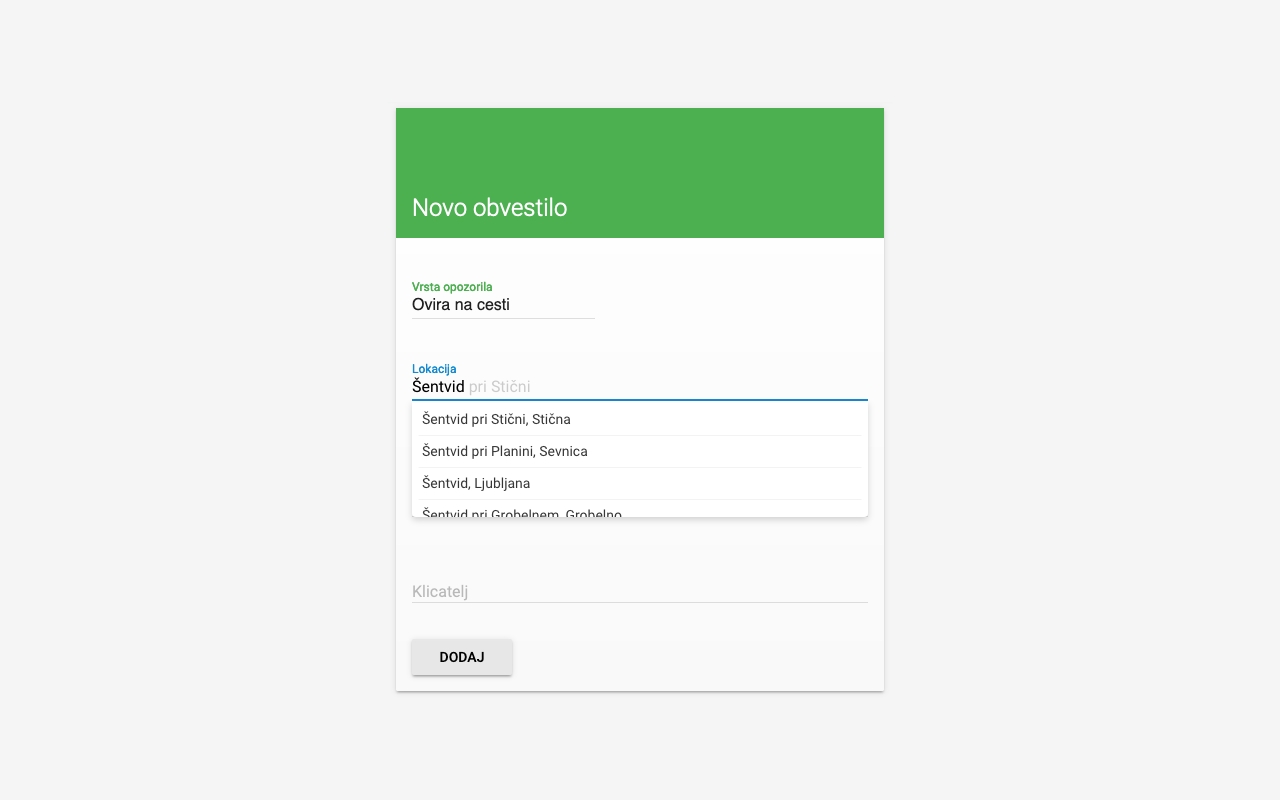 Novo obvestilo
Vrsta opozorila
Ovira na cesti
Lokacija
Šentvid pri Stični
Šentvid pri Stični, Stična
Šentvid pri Planini, Sevnica
Šentvid, Ljubljana
Šentvid pri Grobelnem, Grobelno
Klicatelj
DODAJ